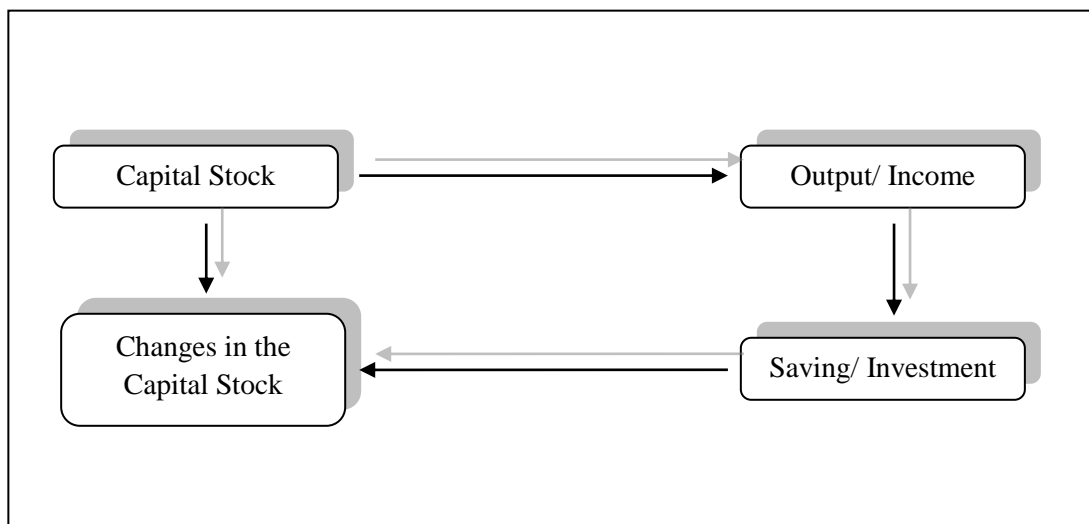 Capital Stock
Output/ Income
Changes in the
Capital Stock
Saving/ Investment